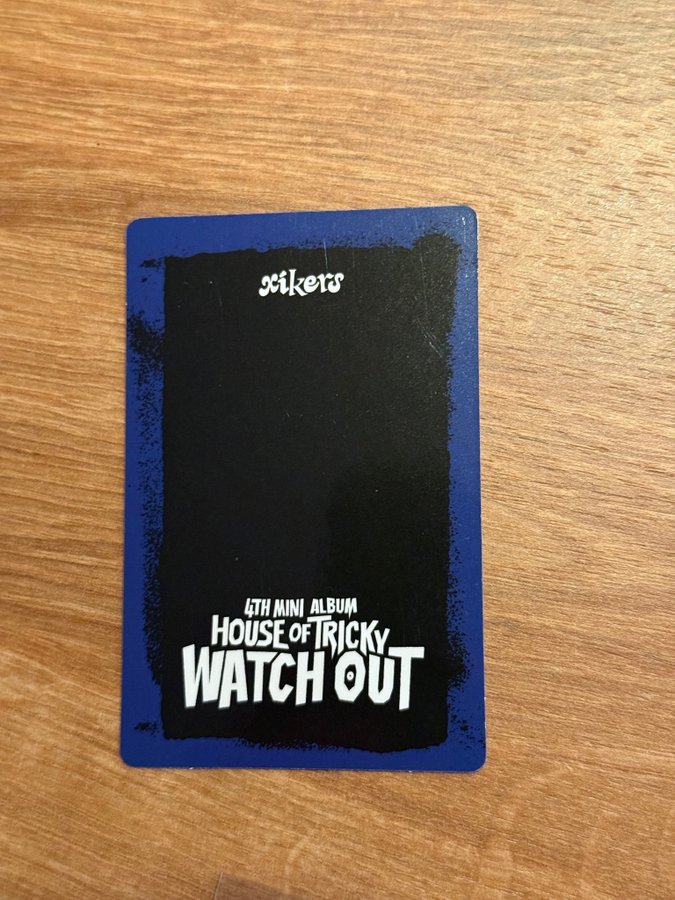 xikers
4TH MINI ALBUM
HOUSE OF TRICKY
WATCH OUT